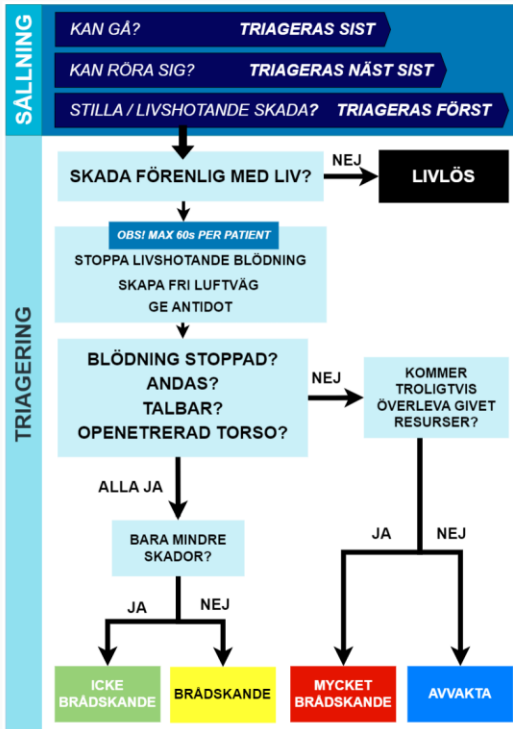 SÅLLNING
KAN GÅ? TRIAGERAS SIST
KAN RÖRA SIG? TRIAGERAS NÄST SIST
STILLA / LIVSHOTANDE SKADA? TRIAGERAS FÖRST
TRIAGERING
SKADA FÖRENLIG MED LIV?
NEJ
LIVLÖS
OBS! MAX 60s PER PATIENT
STOPPA LIVSHOTANDE BLÖDNING
SKAPA FRI LUFTVÄG
GE ANTIDOT
BLÖDNING STOPPAD?
ANDAS?
TALBAR?
OPENETRERAD TORSO?
NEJ
KOMMER
TROLIGTVIS
ÖVERLEVA GIVET
RESURSER?
ALLA JA
BARA MINDRE
SKADOR?
JA
NEJ
JA
NEJ
ICKE
BRÅDSKANDE
BRÅDSKANDE
MYCKET
BRÅDSKANDE
AVVAKTA